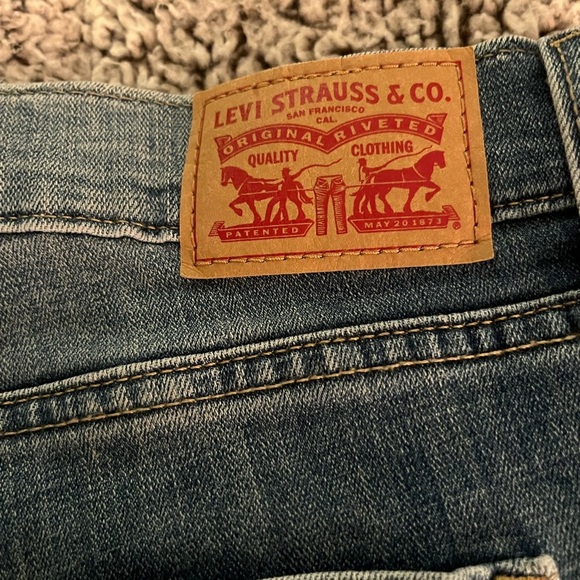 LEVI STRAUSS & CO.
SAN FRANCISCO
CAL.
ORIGINAL RIVETED
QUALITY CLOTHING
PATENTED MAY 20 1873
®